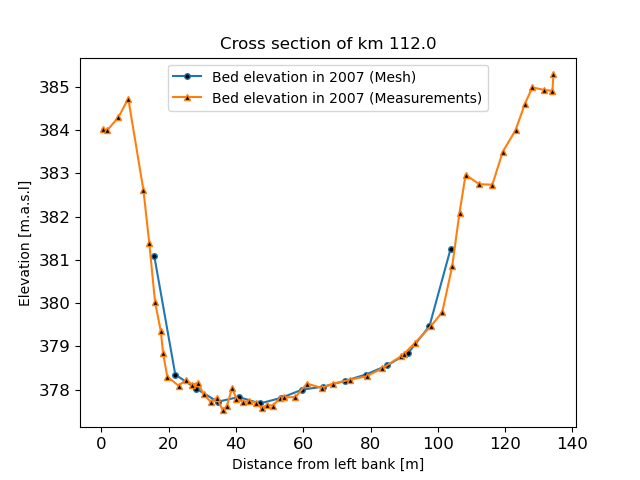 Cross section of km 112.0
Bed elevation in 2007 (Mesh)
Bed elevation in 2007 (Measurements)
Elevation [m.a.s.l]
385
384
383
382
381
380
379
378
0 20 40 60 80 100 120 140
Distance from left bank [m]